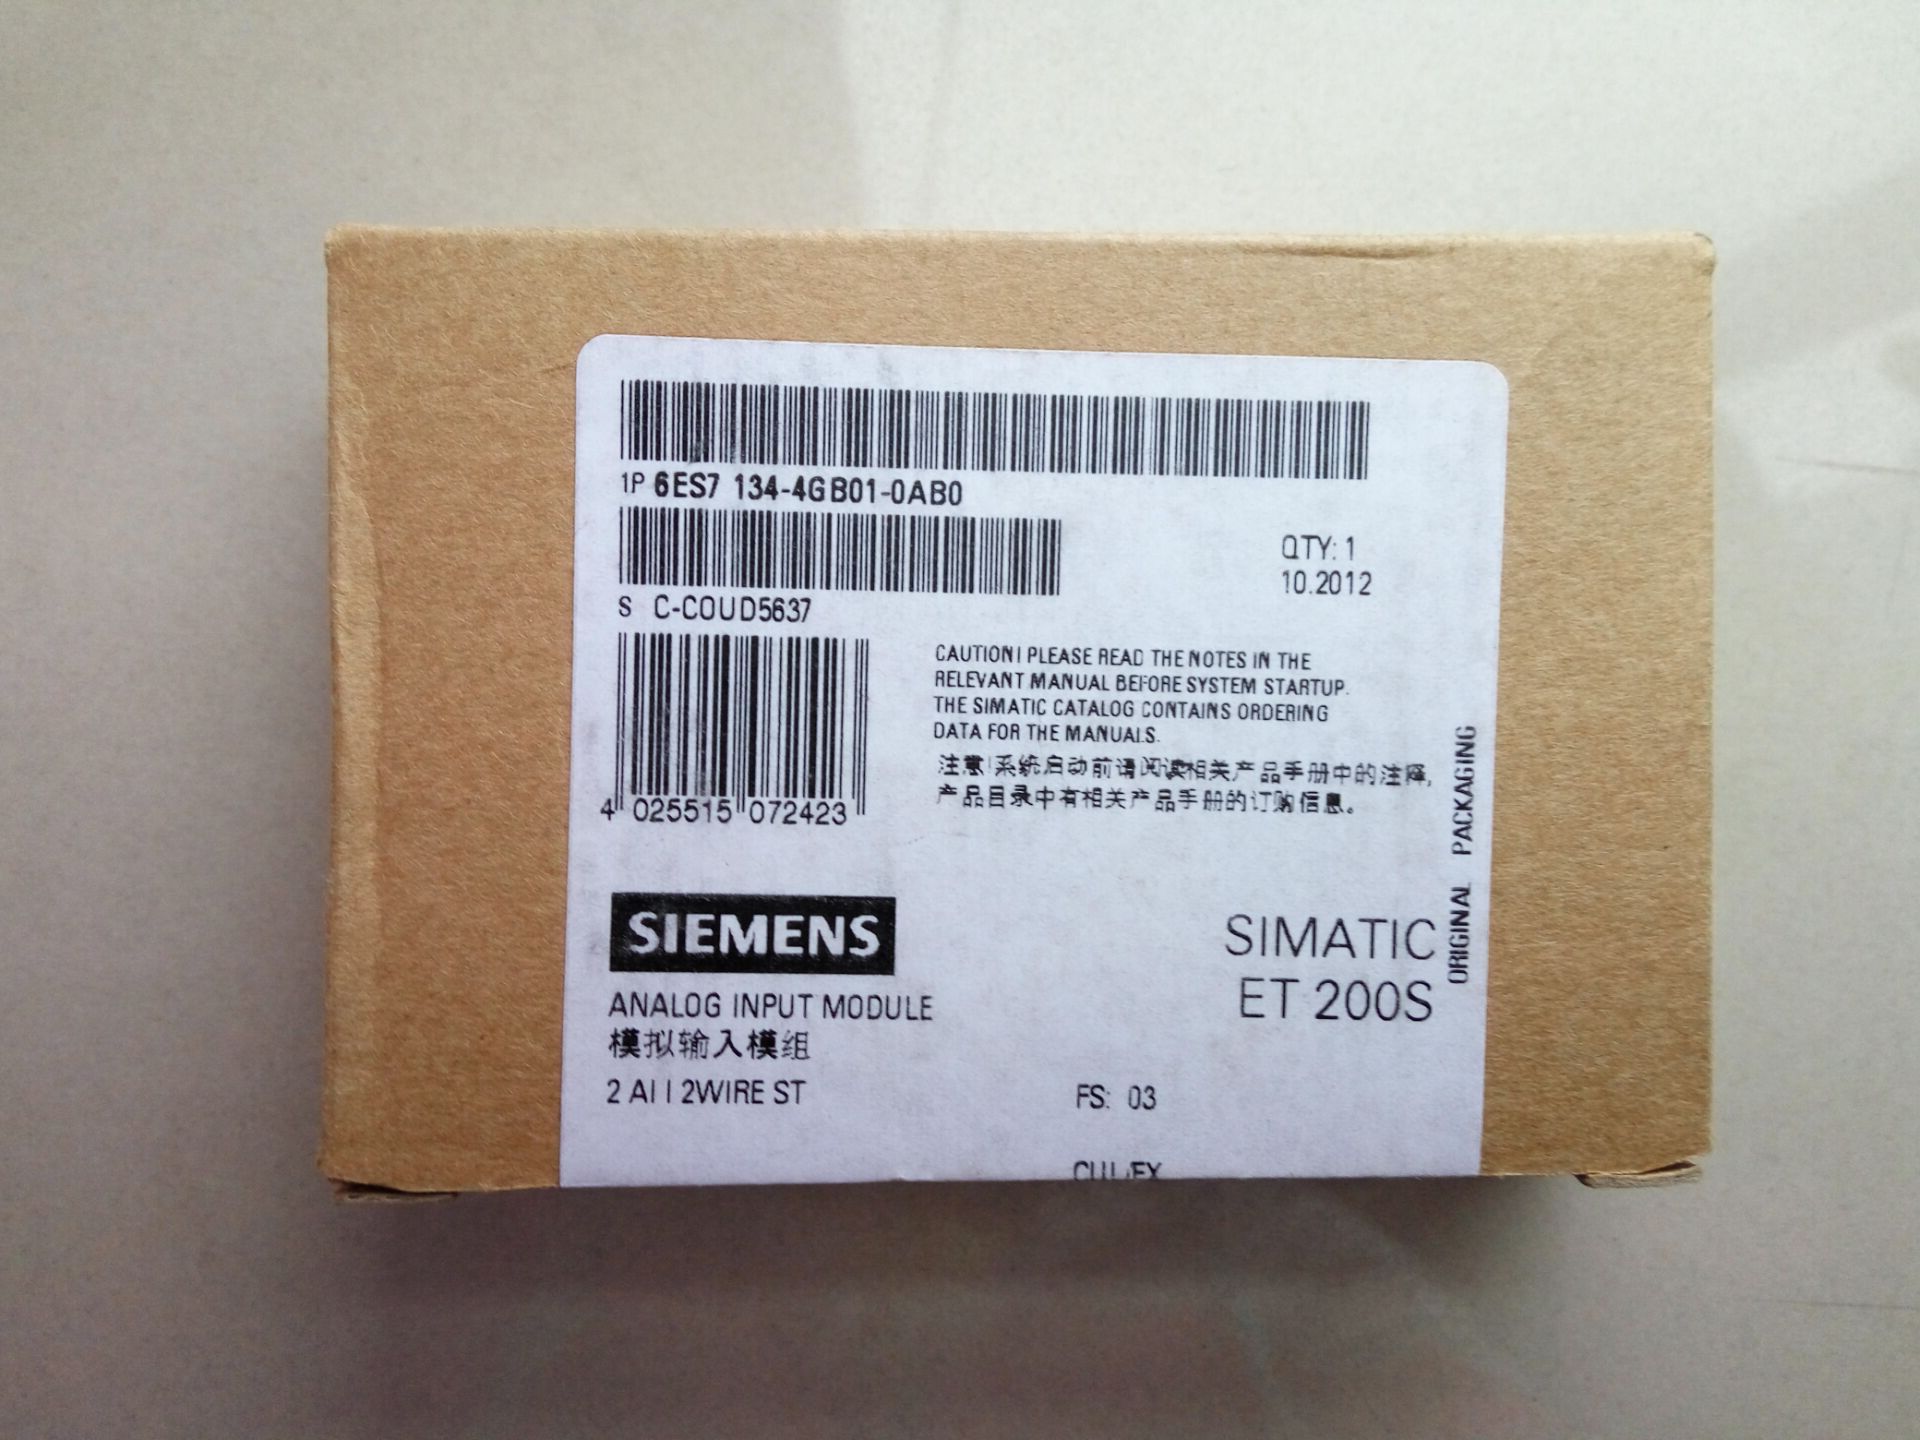 1P 6ES7 134-4GB01-0AB0
QTY: 1
10.2012
S C-COUD5637
CAUTION! PLEASE READ THE NOTES IN THE
RELEVANT MANUAL BEFORE SYSTEM STARTUP.
THE SIMATIC CATALOG CONTAINS ORDERING
DATA FOR THE MANUALS.
注意!系统启动前请阅读相关产品手册中的注释,
产品目录中有相关产品手册的订购信息。
4 025515 072423
ORIGINAL PACKAGING
SIEMENS
SIMATIC
ET 200S
ANALOG INPUT MODULE
模拟输入模组
2 AI I 2WIRE ST
FS: 03